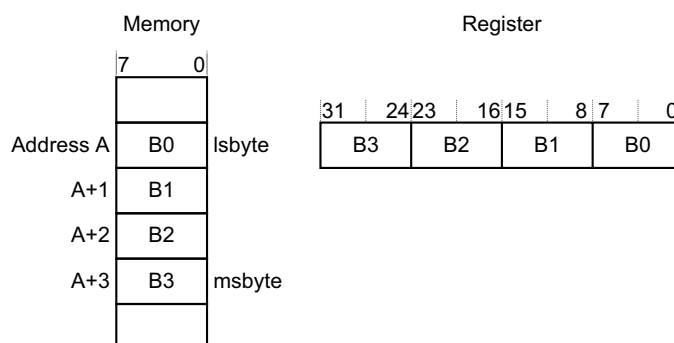 Memory Register
7 0
31 24 23 16 15 8 7 0
Address A B0 lsbyte B3 B2 B1 B0
A+1 B1
A+2 B2
A+3 B3 msbyte